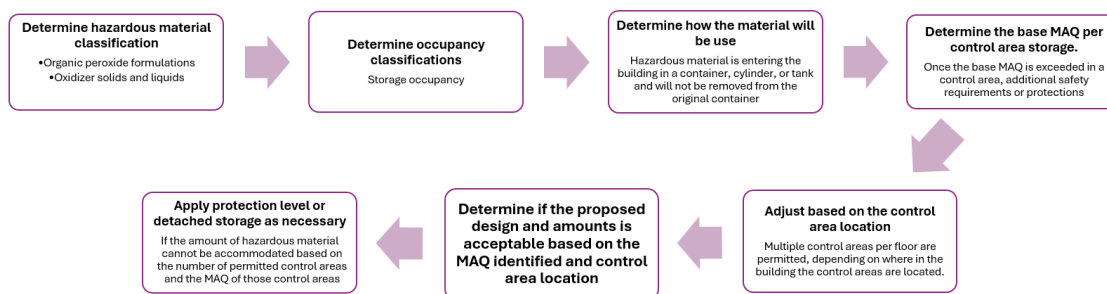 Determine hazardous material
classification
•Organic peroxide formulations
•Oxidizer solids and liquids
Determine occupancy
classifications
Storage occupancy
Determine how the material will
be use
Hazardous material is entering the
building in a container, cylinder, or tank
and will not be removed from the
original container
Determine the base MAQ per
control area storage.
Once the base MAQ is exceeded in a
control area, additional safety
requirements or protections
Adjust based on the control
area location
Multiple control areas per floor are
permitted, depending on where in the
building the control areas are located.
Determine if the proposed
design and amounts is
acceptable based on the
MAQ identified and control
area location
Apply protection level or
detached storage as necessary
If the amount of hazardous material
cannot be accommodated based on
the number of permitted control areas
and the MAQ of those control areas